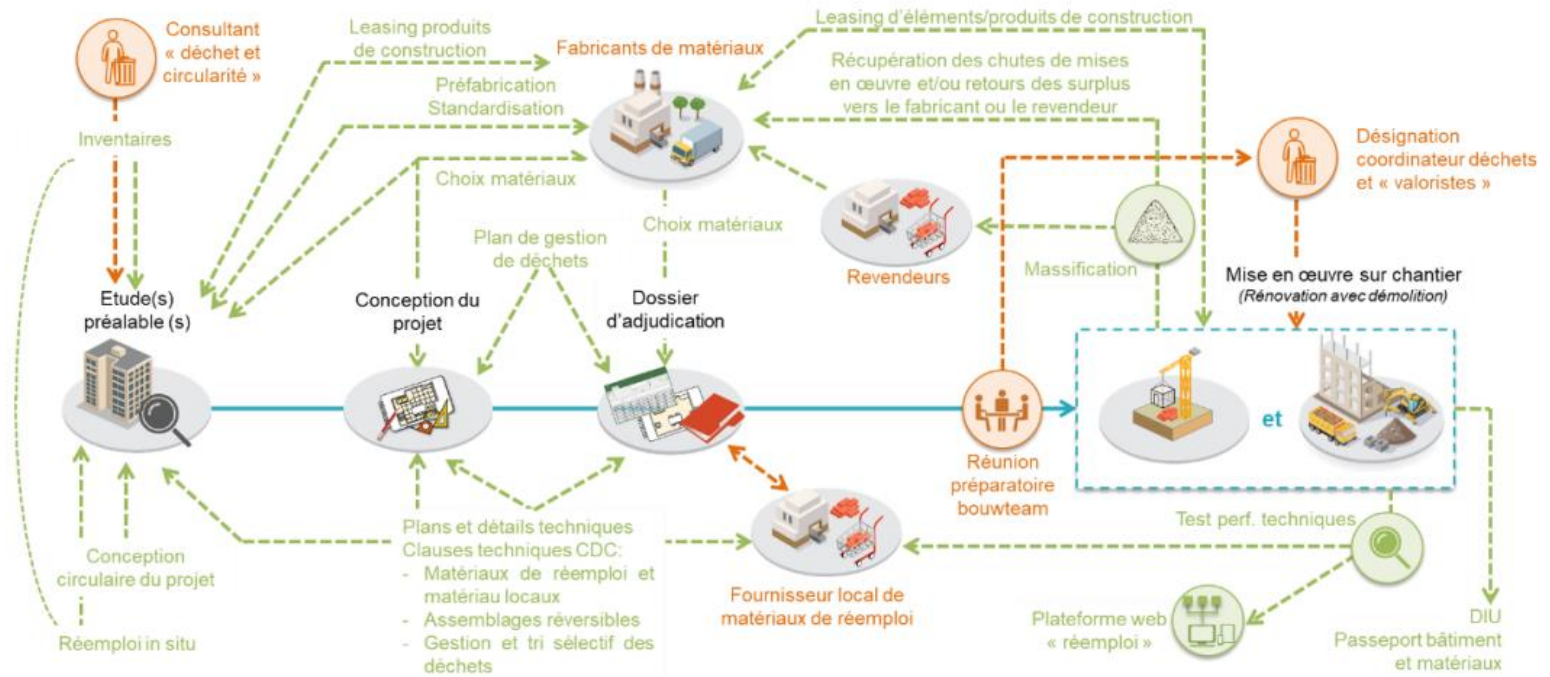 Consultant
« déchet et
circularité »
Inventaires
Leasing produits
de construction
Préfabrication
Standardisation
Choix matériaux
Fabricants de matériaux
Leasing d'éléments/produits de construction
Récupération des chutes de mises
en œuvre et/ou retours des surplus
vers le fabricant ou le revendeur
Désignation
coordinateur déchets
et « valoristes »
Choix matériaux
Plan de gestion
de déchets
Revendeurs
Massification
Mise en œuvre sur chantier
(Rénovation avec démolition)
Etude(s)
préalable (s)
Conception du
projet
Dossier
d'adjudication
et
Réunion
préparatoire
bouwteam
Conception
circulaire du projet
Réemploi in situ
Plans et détails techniques
Clauses techniques CDC:
- Matériaux de réemploi et
matériau locaux
- Assemblages réversibles
- Gestion et tri sélectif des
déchets
Fournisseur local de
matériaux de réemploi
Test perf. techniques
Plateforme web
« réemploi »
DIU
Passeport bâtiment
et matériaux